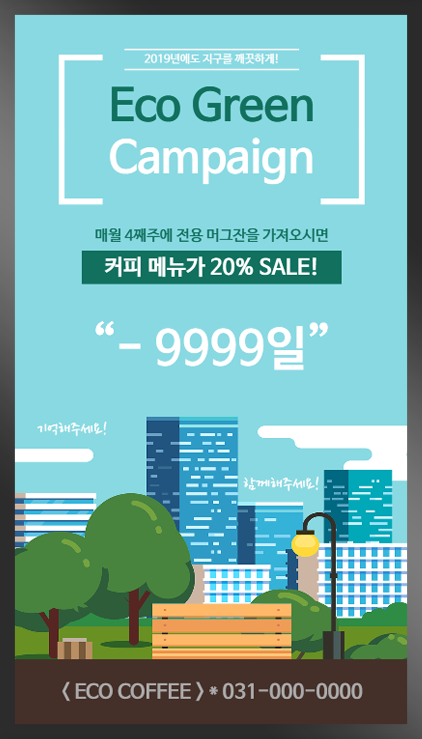 2019년에도 지구를 깨끗하게!
Eco Green
Campaign
매월 4째주에 전용 머그잔을 가져오시면
커피 메뉴가 20% SALE!
“- 9999일”
기억해주세요!
함께해주세요!
< ECO COFFEE > * 031-000-0000